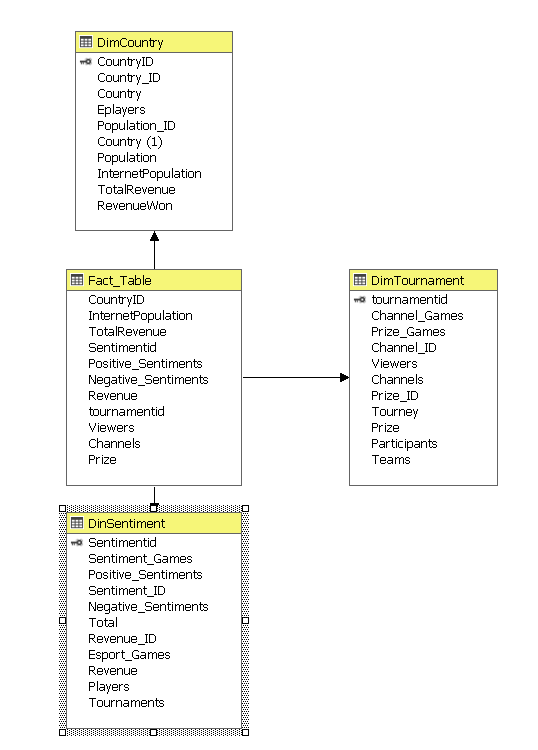 DimCountry
CountryID
Country_ID
Country
Eplayers
Population_ID
Country (1)
Population
InternetPopulation
TotalRevenue
RevenueWon
Fact_Table
CountryID
InternetPopulation
TotalRevenue
Sentimentid
Positive_Sentiments
Negative_Sentiments
Revenue
tournamentid
Viewers
Channels
Prize
DimTournament
tournamentid
Channel_Games
Prize_Games
Channel_ID
Viewers
Channels
Prize_ID
Tourney
Prize
Participants
Teams
DinSentiment
Sentimentid
Sentiment_Games
Positive_Sentiments
Sentiment_ID
Negative_Sentiments
Total
Revenue_ID
Esport_Games
Revenue
Players
Tournaments